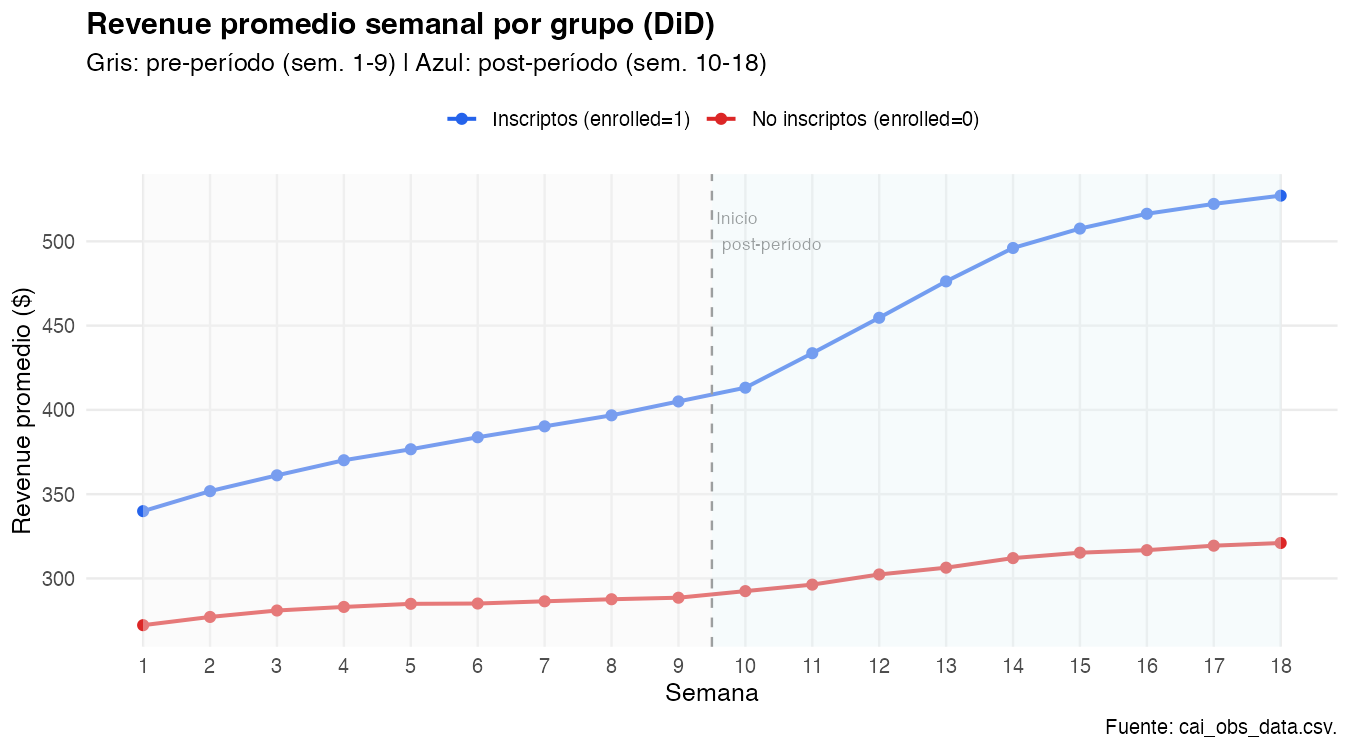 Revenue promedio semanal por grupo (DiD)
Gris: pre-período (sem. 1-9) | Azul: post-período (sem. 10-18)
Inscriptos (enrolled=1) No inscriptos (enrolled=0)
Inicio
post-período
500
450
400
350
300
Revenue promedio ($)
1 2 3 4 5 6 7 8 9 10 11 12 13 14 15 16 17 18
Semana
Fuente: cai_obs_data.csv.